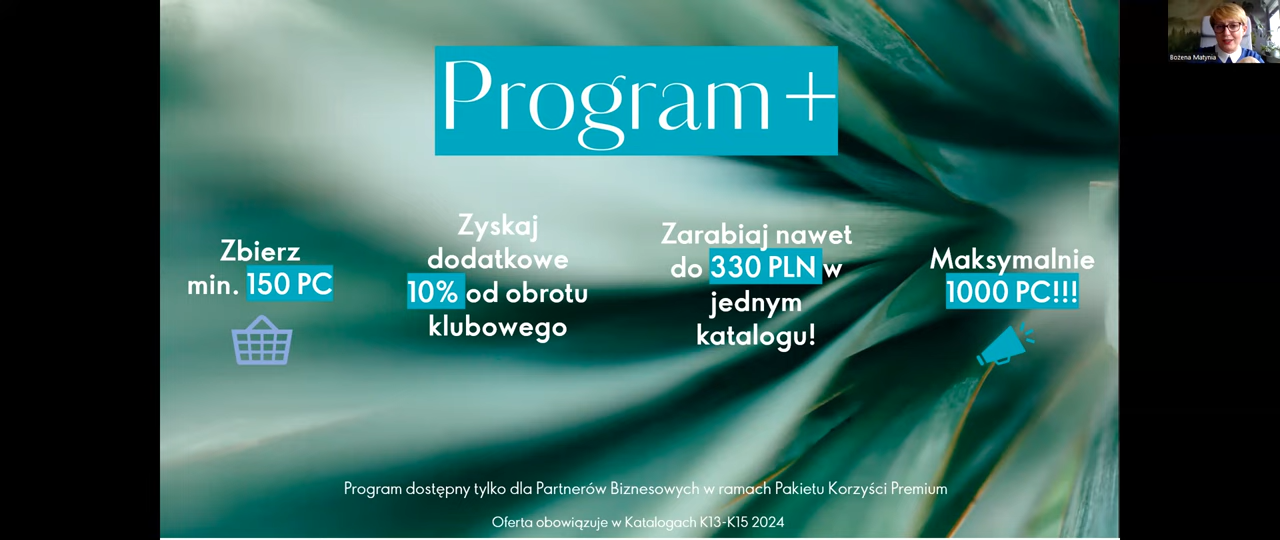 Program+
Zbierz
min. 150 PC
Zyskaj
dodatkowe
10% od obrotu
klubowego
Zarabiaj nawet
do 330 PLN w
jednym
katalogu!
Maksymalnie
1000 PC!!!
Program dostępny tylko dla Partnerów Biznesowych w ramach Pakietu Korzyści Premium
Oferta obowiązuje w Katalogach K13-K15 2024
Bożena Matynia